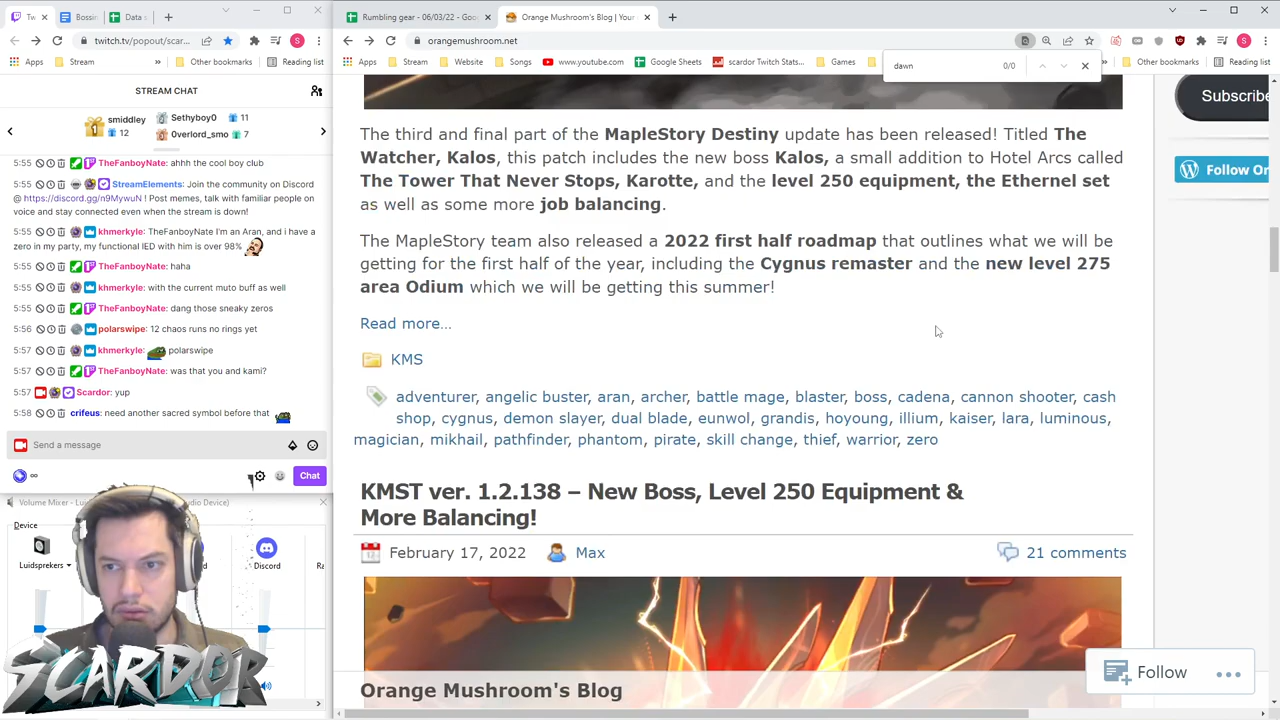 Tw
Bossin
Data s
Rumbling gear - 06/03/22 - Goo
Orange Mushroom's Blog | Your
twitch.tv/popout/scar...
orangemushroom.net
Apps
Stream
Other bookmarks
Reading list
Apps
Stream
Website
Songs
www.youtube.com
Google Sheets
scardor Twitch Stats...
Games
Other bookmarks
Reading list
dawn
0/0
STREAM CHAT
smiddley
12
Sethyboy0
11
0verlord_smo
7
5:55 TheFanboyNate: ahhh the cool boy club
5:55 StreamElements: Join the community on Discord
@ https://discord.gg/n9MywuN ! Post memes, talk with familiar people on
voice and stay connected even when the stream is down!
5:55 khmerkyle: TheFanboyNate I'm an Aran, and i have a
zero in my party, my functional IED with him is over 98%
5:55 TheFanboyNate: haha
5:55 khmerkyle: with the current muto buff as well
5:55 TheFanboyNate: dang those sneaky zeros
5:56 polarswipe: 12 chaos runs no rings yet
5:57 khmerkyle: polarswipe
5:57 TheFanboyNate: was that you and kami?
5:57 Scardor: yup
5:58 crifeus: need another sacred symbol before that
Send a message
∞
Chat
Volume Mixer - Luids
Audio Device)
Device
Luidsprekers
Discord
SCARDOR
The third and final part of the MapleStory Destiny update has been released! Titled The
Watcher, Kalos, this patch includes the new boss Kalos, a small addition to Hotel Arcs called
The Tower That Never Stops, Karotte, and the level 250 equipment, the Ethernel set
as well as some more job balancing.
The MapleStory team also released a 2022 first half roadmap that outlines what we will be
getting for the first half of the year, including the Cygnus remaster and the new level 275
area Odium which we will be getting this summer!
Read more…
KMS
adventurer, angelic buster, aran, archer, battle mage, blaster, boss, cadena, cannon shooter, cash
shop, cygnus, demon slayer, dual blade, eunwol, grandis, hoyoung, illium, kaiser, lara, luminous,
magician, mikhail, pathfinder, phantom, pirate, skill change, thief, warrior, zero
KMST ver. 1.2.138 – New Boss, Level 250 Equipment &
More Balancing!
February 17, 2022
Max
21 comments
Orange Mushroom's Blog
Subscribe
Follow Or
Follow